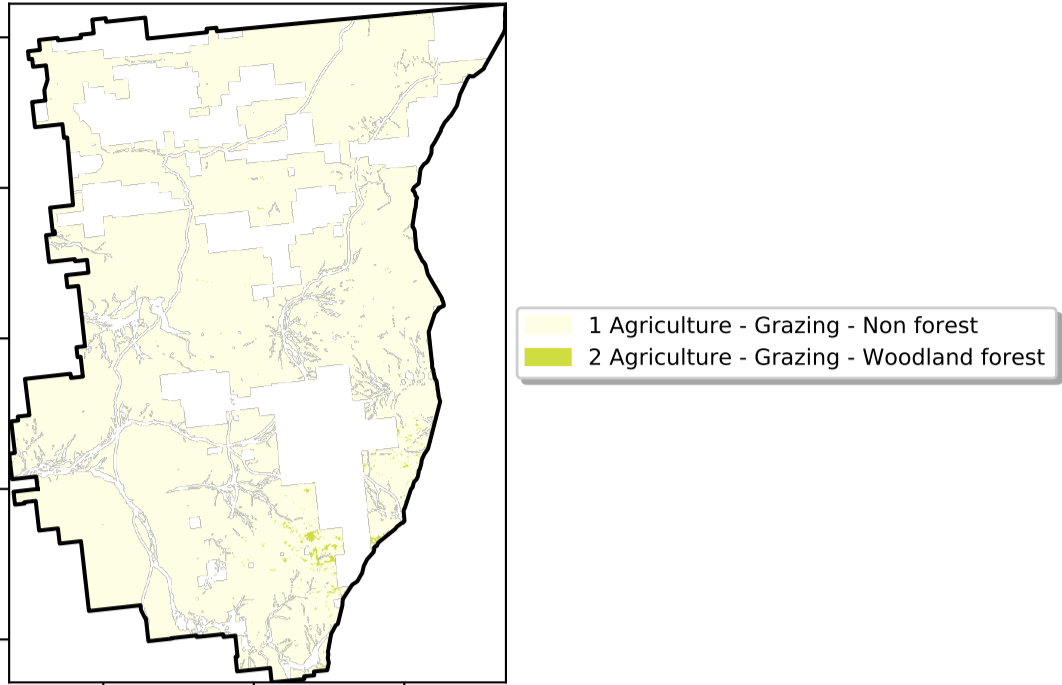 1 Agriculture - Grazing - Non forest
2 Agriculture - Grazing - Woodland forest